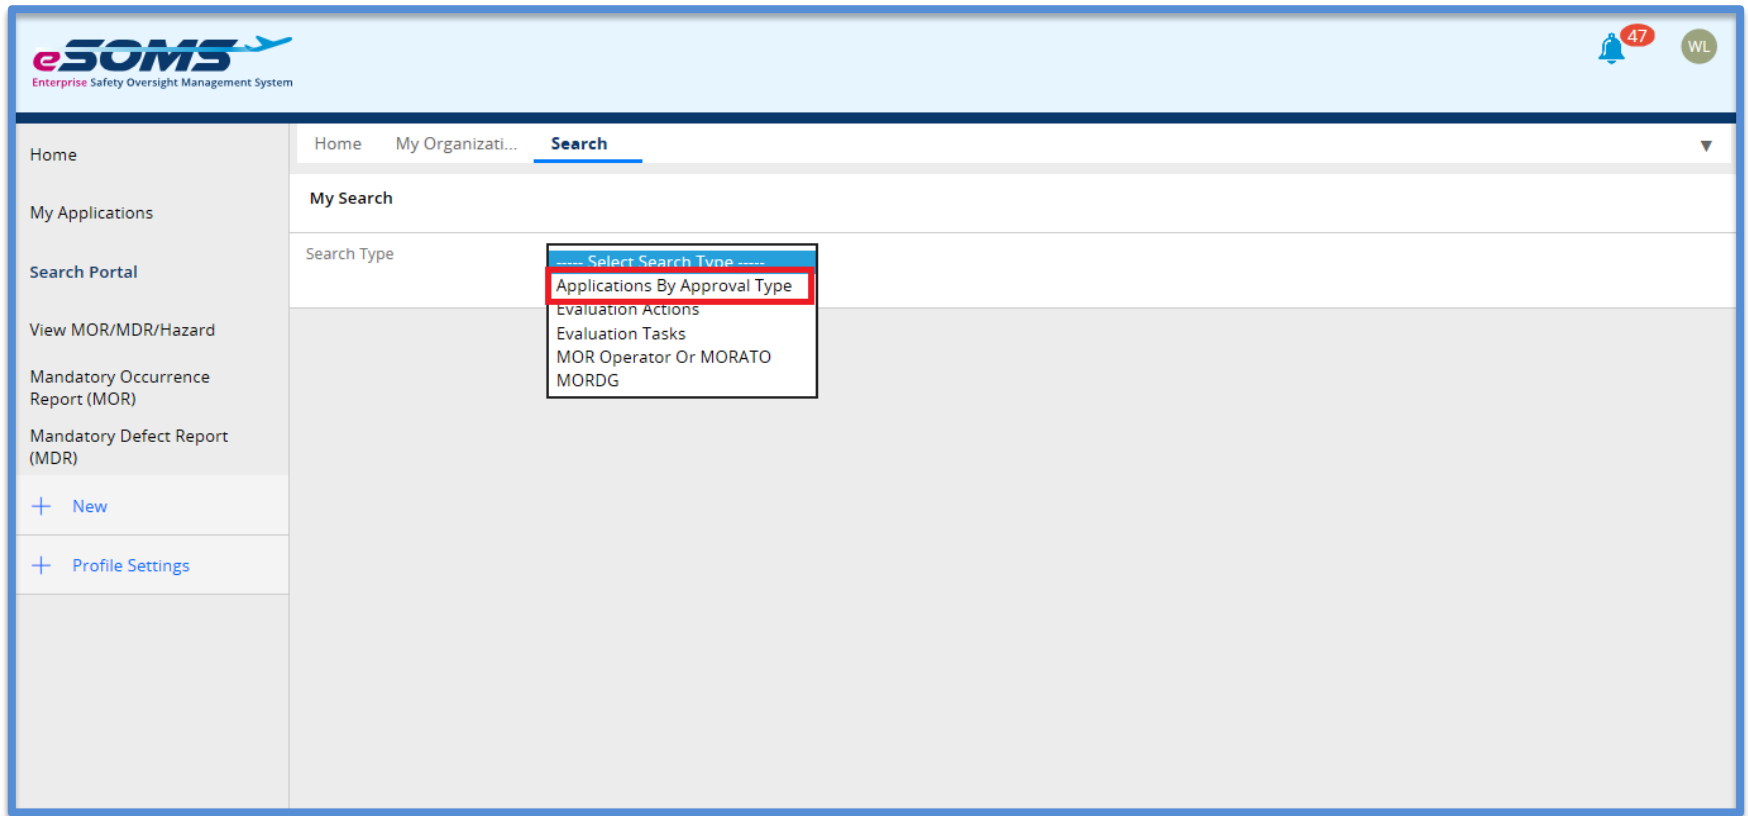 eSOMS
Enterprise Safety Oversight Management System
47
WL
Home
My Applications
Search Portal
View MOR/MDR/Hazard
Mandatory Occurrence
Report (MOR)
Mandatory Defect Report
(MDR)
+ New
+ Profile Settings
Home My Organizati... Search ▼
My Search
Search Type
----- Select Search Type -----
Applications By Approval Type
Evaluation Actions
Evaluation Tasks
MOR Operator Or MORATO
MORDG